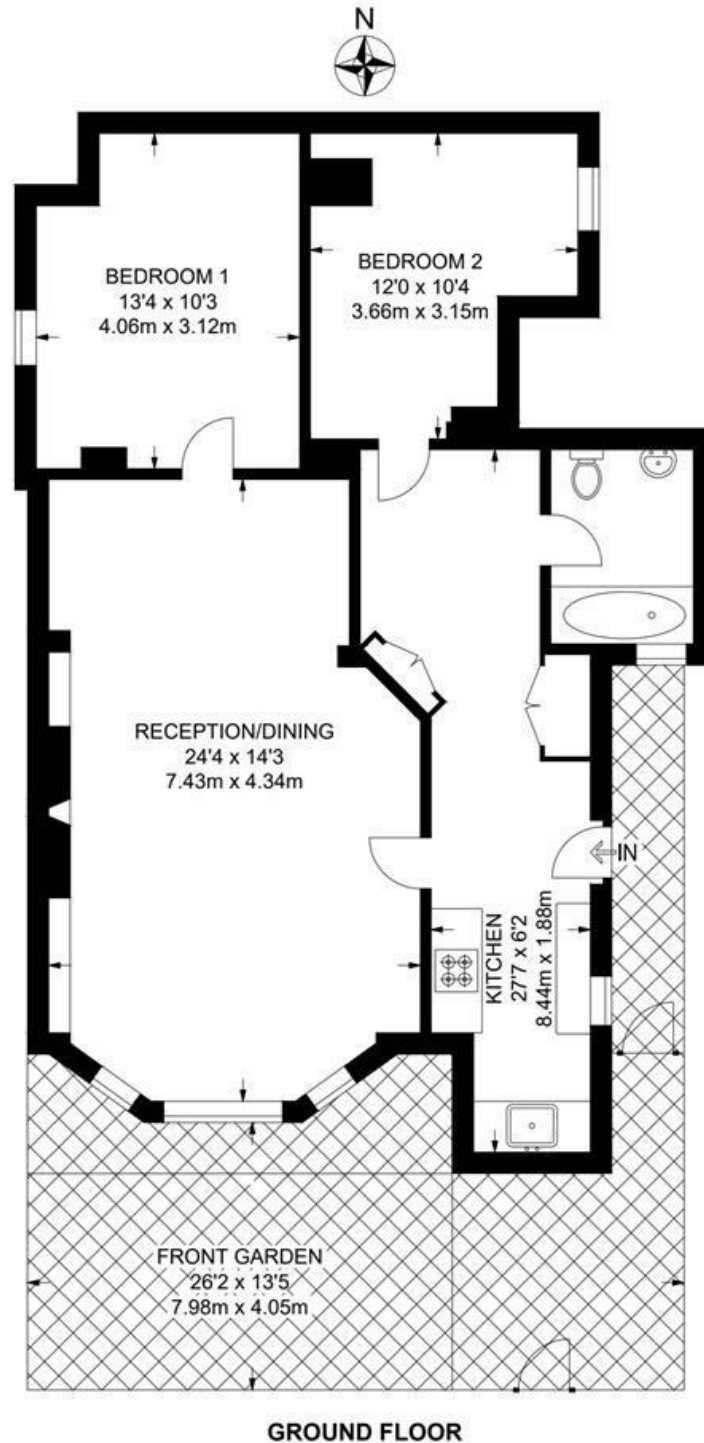 N
BEDROOM 1
13'4 x 10'3
4.06m x 3.12m
BEDROOM 2
12'0 x 10'4
3.66m x 3.15m
RECEPTION/DINING
24'4 x 14'3
7.43m x 4.34m
IN
KITCHEN
27'7 x 6'2
8.44m x 1.88m
FRONT GARDEN
26'2 x 13'5
7.98m x 4.05m
GROUND FLOOR